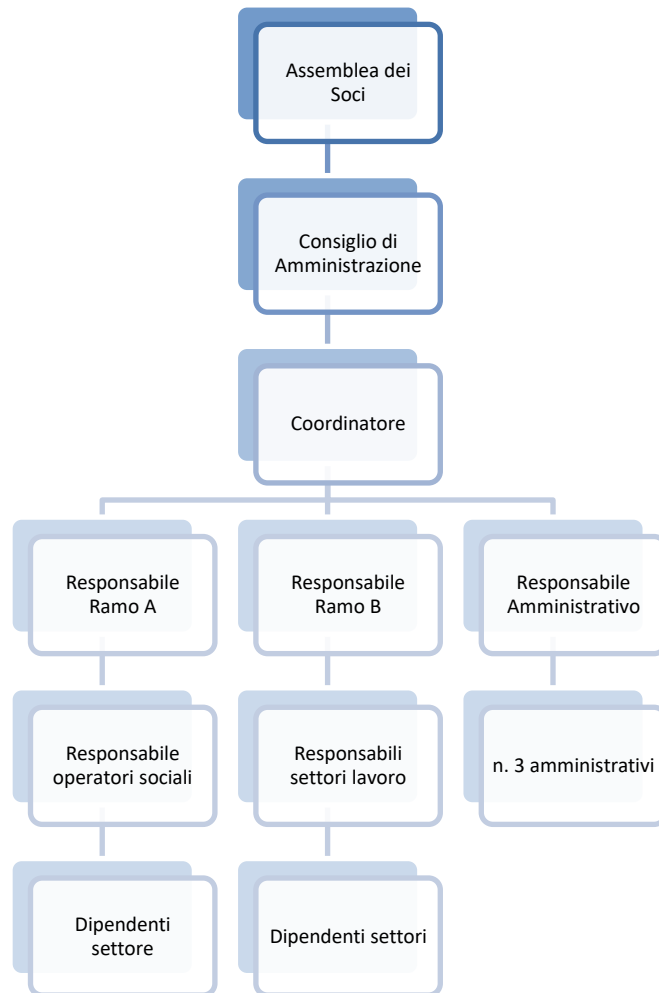 Assemblea dei
Soci
Consiglio di
Amministrazione
Coordinatore
Responsabile
Ramo A
Responsabile
Ramo B
Responsabile
Amministrativo
Responsabile
operatori sociali
Responsabili
settori lavoro
n. 3 amministrativi
Dipendenti
settore
Dipendenti settori